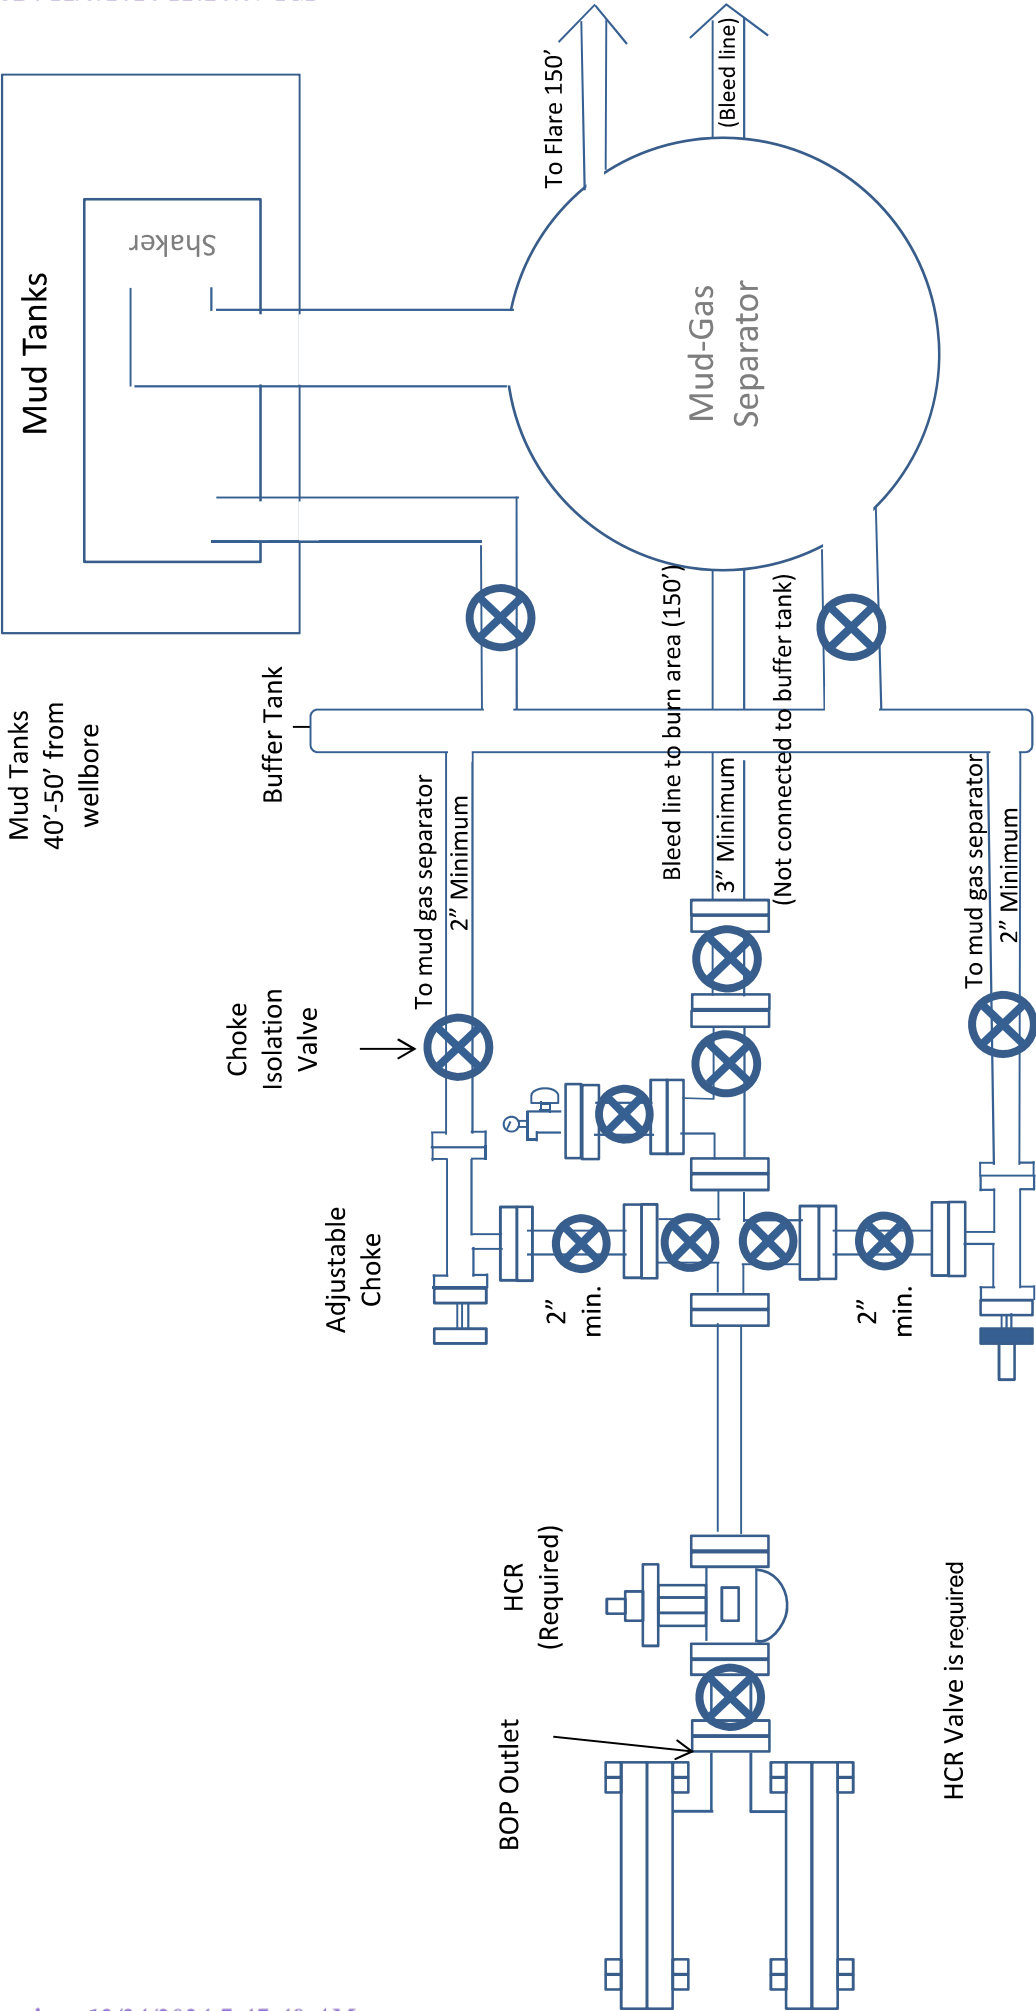 To Flare 150’
(Bleed line)
Shaker
Mud Tanks
Mud-Gas
Separator
Mud Tanks
40’-50’ from
wellbore
Buffer Tank
Bleed line to burn area (150’)
3” Minimum
(Not connected to buffer tank)
To mud gas separator
2” Minimum
To mud gas separator
2” Minimum
Choke
Isolation
Valve
Adjustable
Choke
2”
min.
2”
min.
HCR
(Required)
BOP Outlet
HCR Valve is required